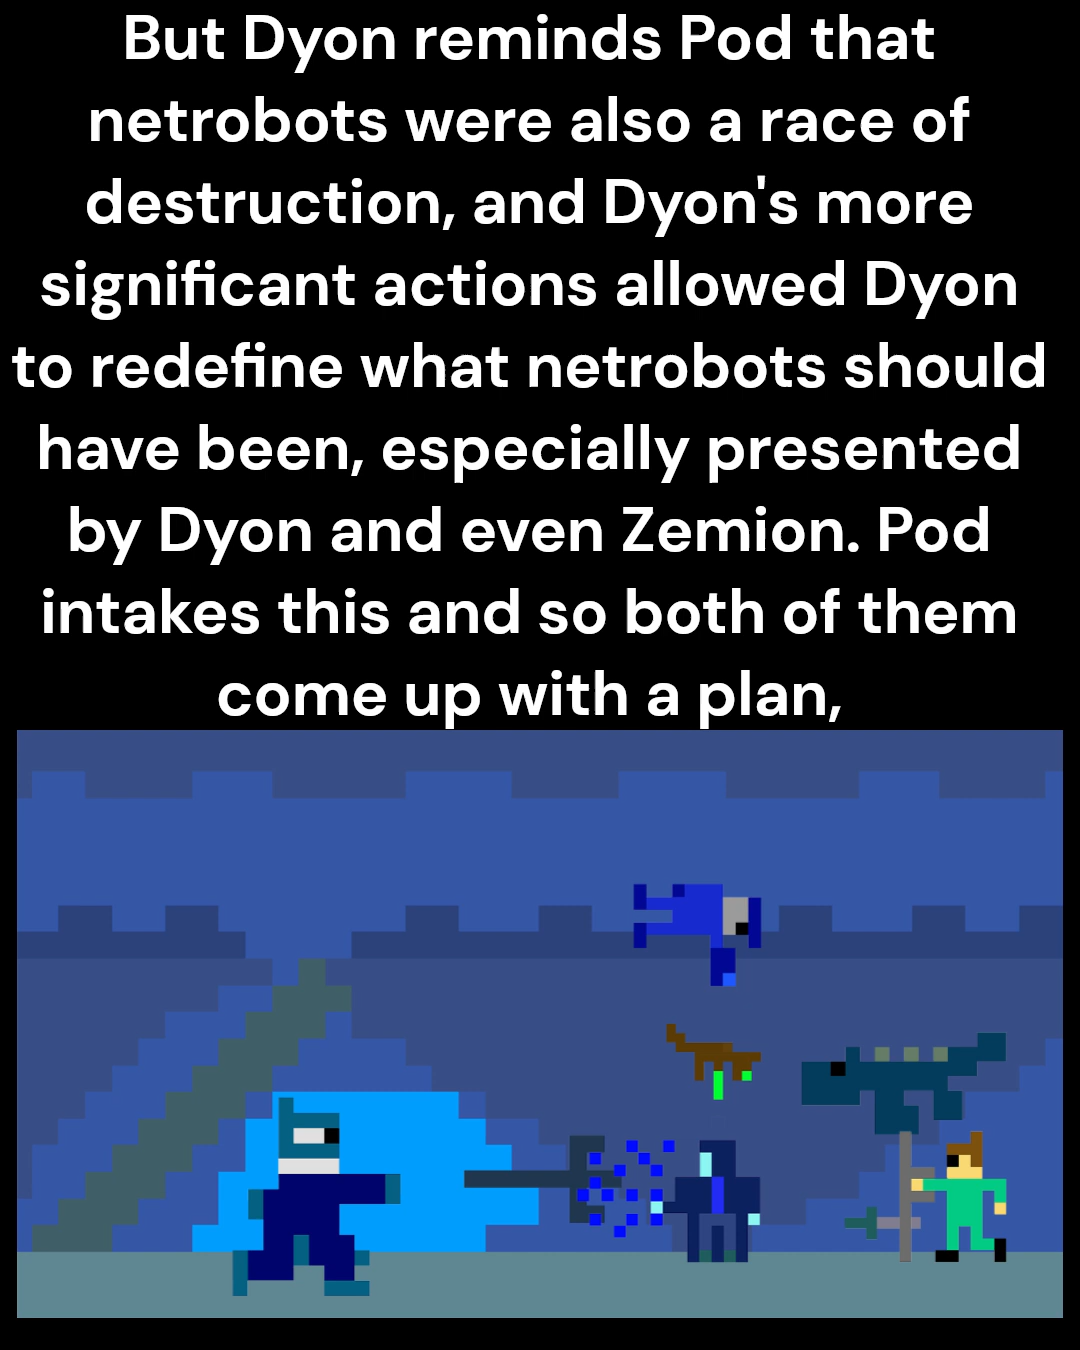 But Dyon reminds Pod that
netrobots were also a race of
destruction, and Dyon's more
significant actions allowed Dyon
to redefine what netrobots should
have been, especially presented
by Dyon and even Zemion. Pod
intakes this and so both of them
come up with a plan,